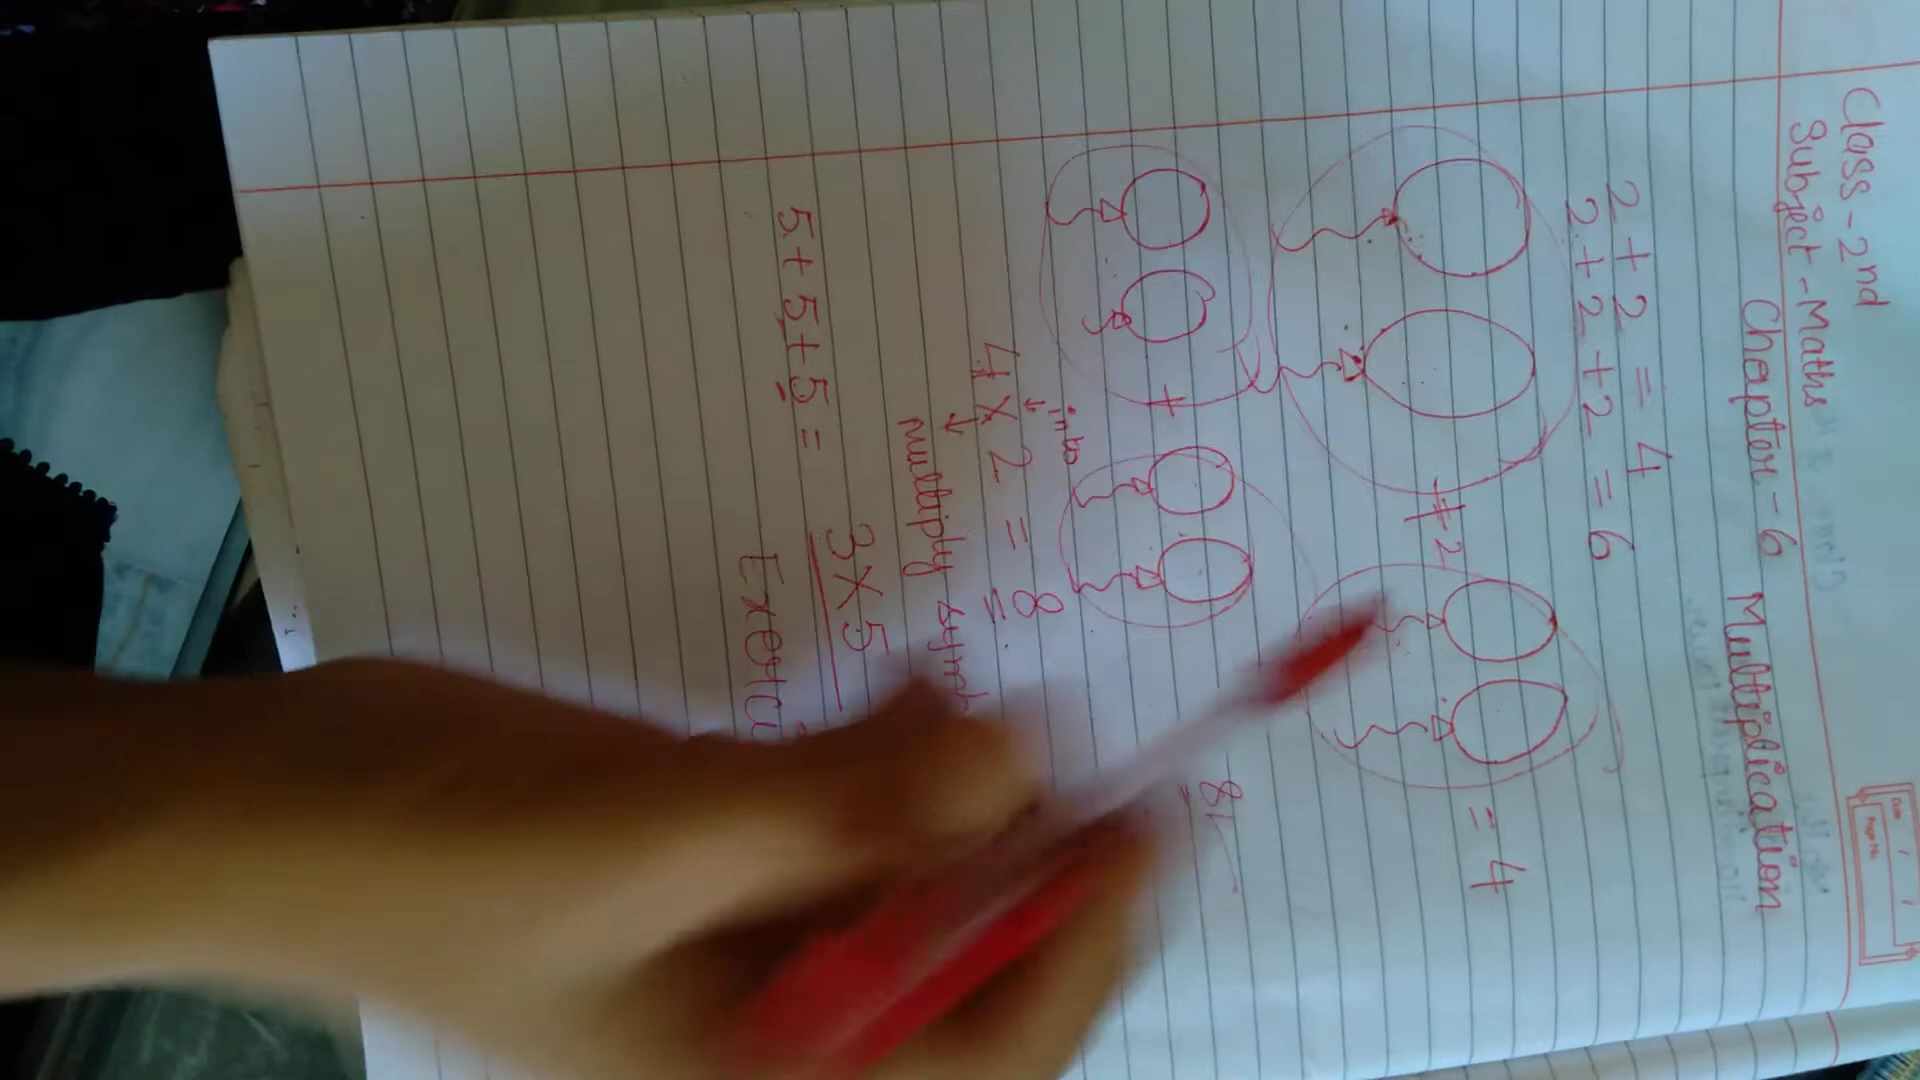 Class - 2nd
Subject - Maths
Chapter - 6 Multiplication
2 + 2 = 4
2 + 2 + 2 = 6
+ 2 = 4
+ 8
into
4 × 2 = 8
multiply
5 + 5 + 5 = 3 × 5